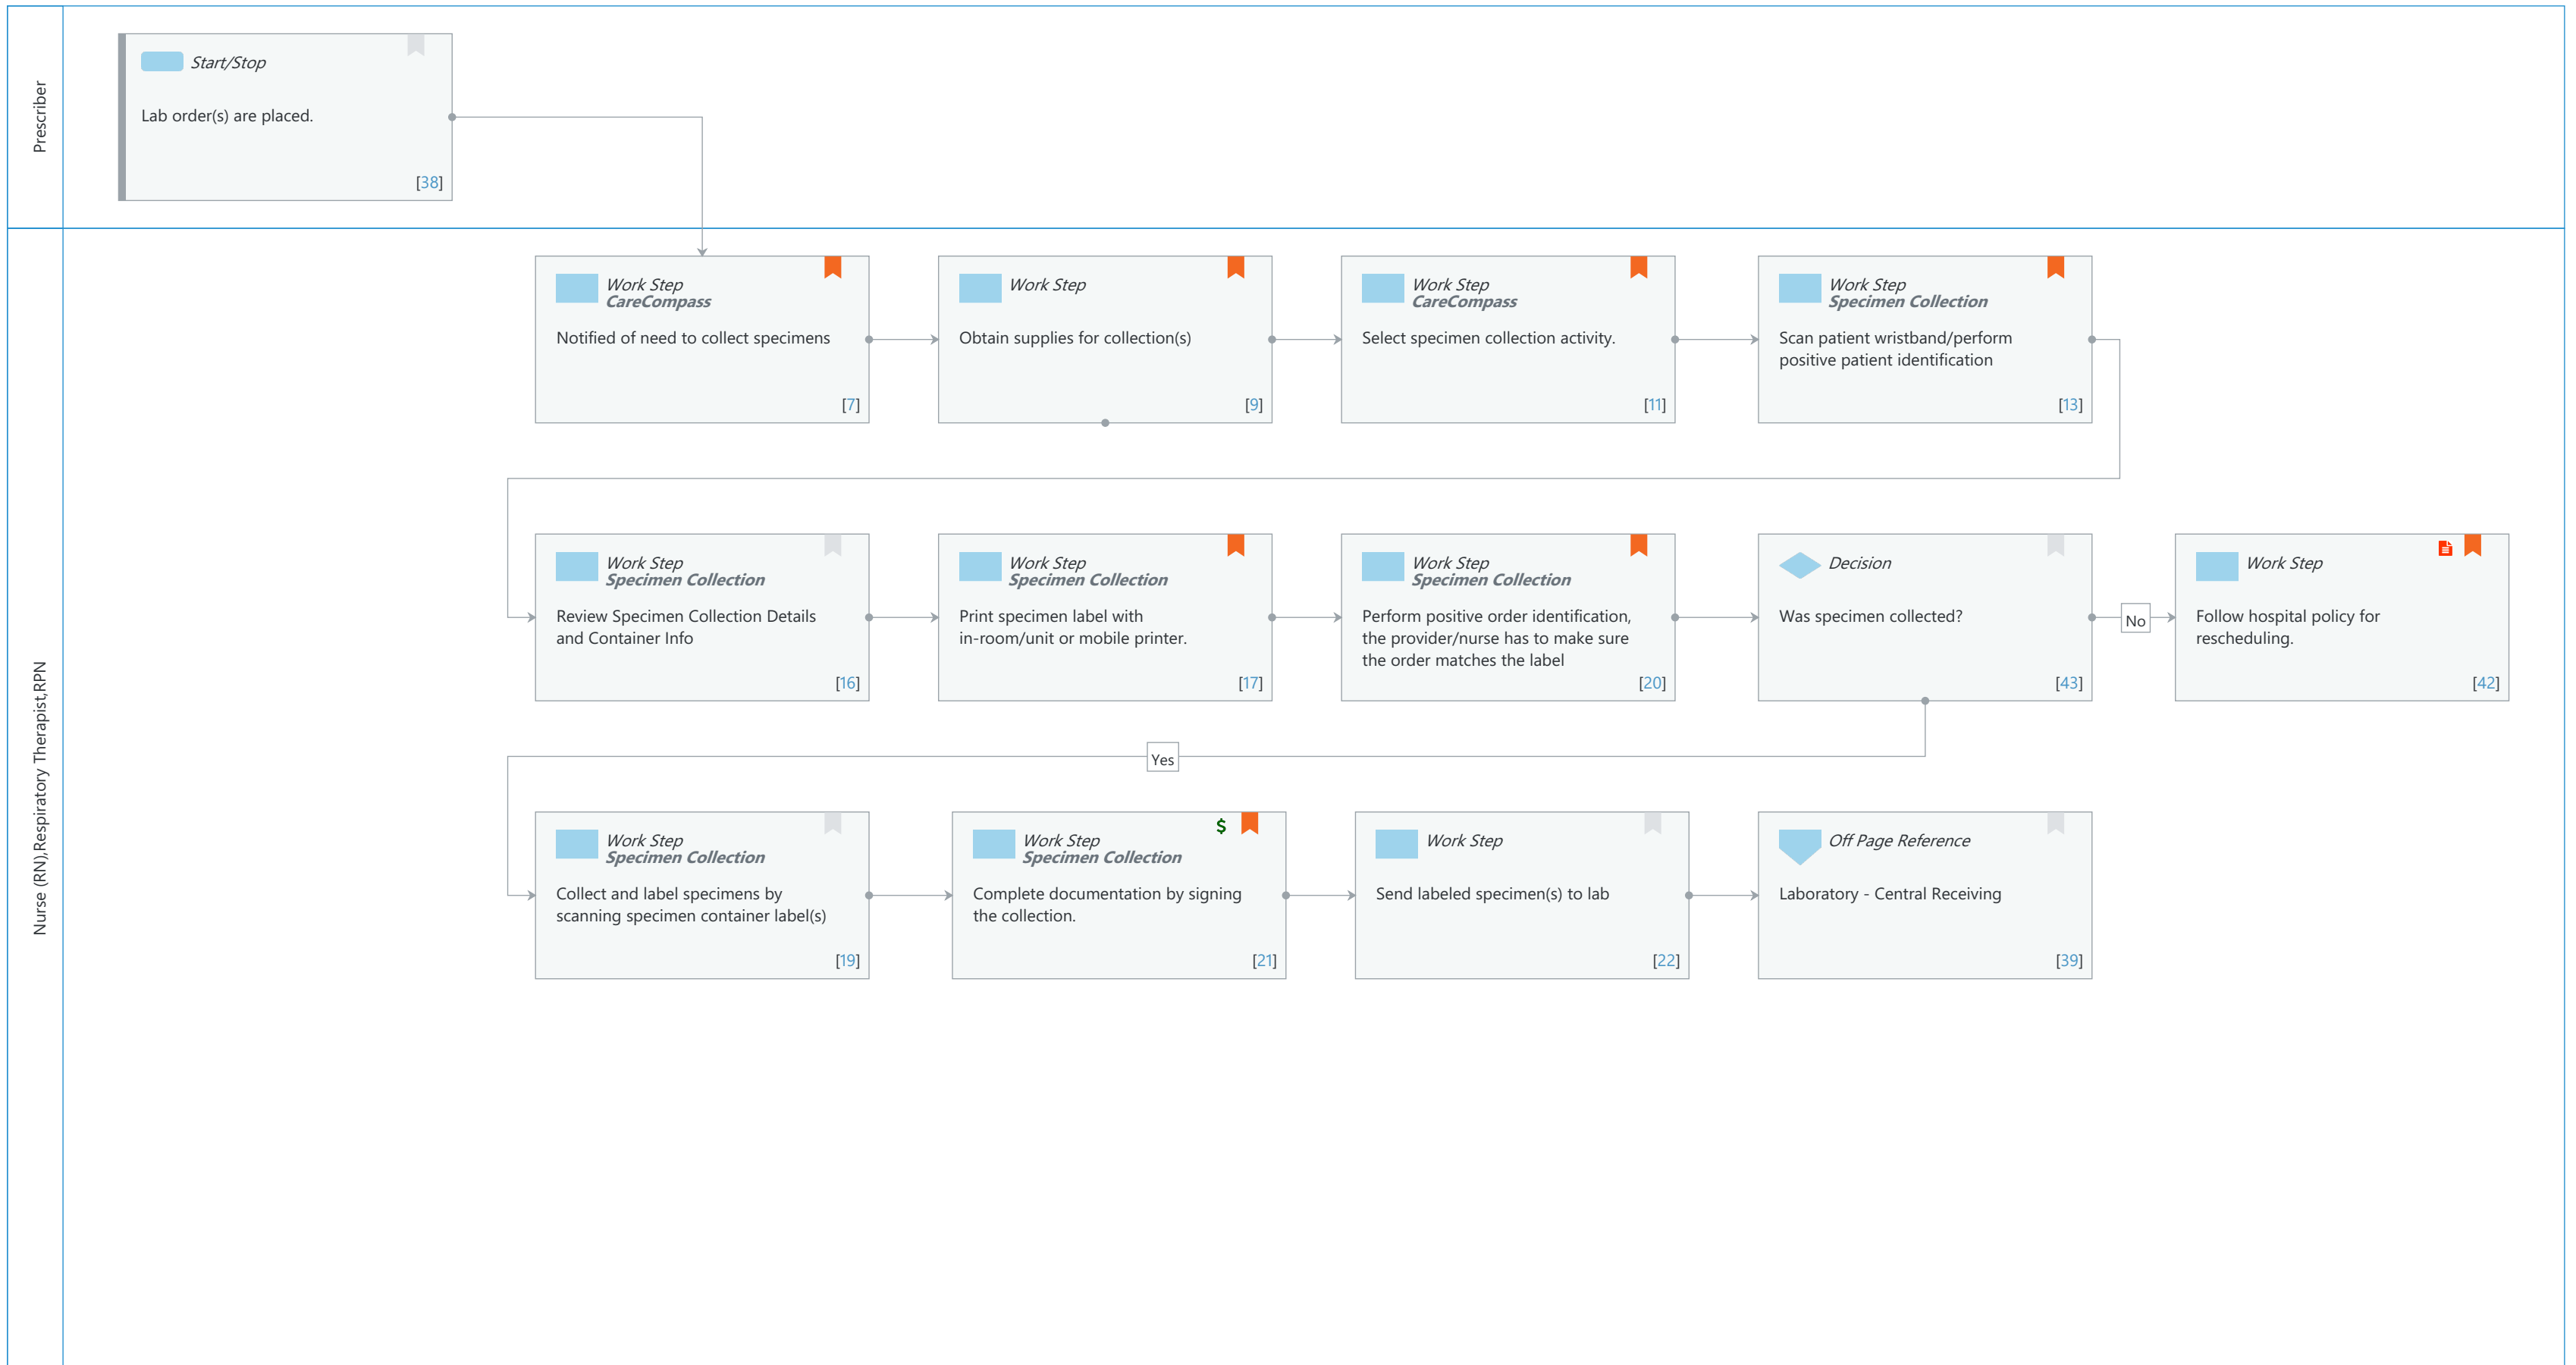 Prescriber
Start/Stop
Lab order(s) are placed.
[38]
Nurse (RN),Respiratory Therapist,RPN
Work Step
CareCompass
Notified of need to collect specimens
[7]
Work Step
Obtain supplies for collection(s)
[9]
Work Step
CareCompass
Select specimen collection activity.
[11]
Work Step
Specimen Collection
Scan patient wristband/perform
positive patient identification
[13]
Work Step
Specimen Collection
Review Specimen Collection Details
and Container Info
[16]
Work Step
Specimen Collection
Print specimen label with
in-room/unit or mobile printer.
[17]
Work Step
Specimen Collection
Perform positive order identification,
the provider/nurse has to make sure
the order matches the label
[20]
Decision
Was specimen collected?
[43]
No
Work Step
Follow hospital policy for
rescheduling.
[42]
Yes
Work Step
Specimen Collection
Collect and label specimens by
scanning specimen container label(s)
[19]
$
Work Step
Specimen Collection
Complete documentation by signing
the collection.
[21]
Work Step
Send labeled specimen(s) to lab
[22]
Off Page Reference
Laboratory - Central Receiving
[39]